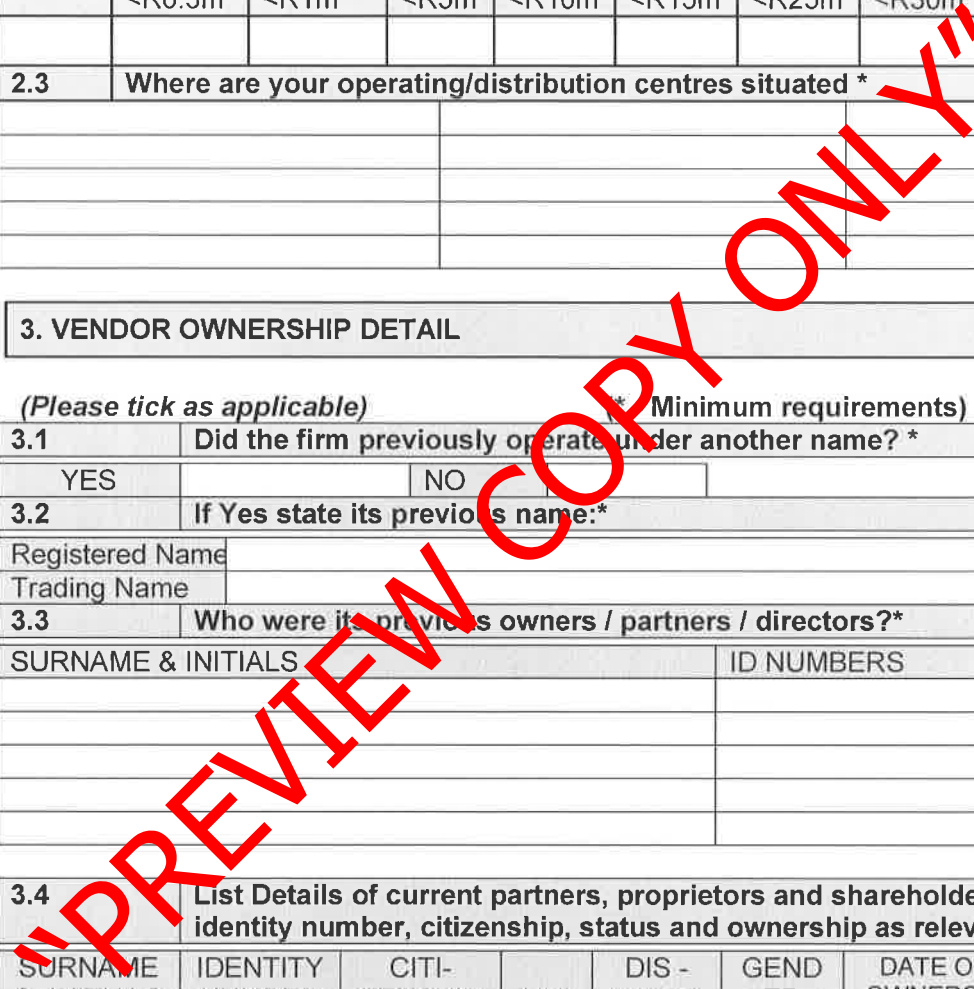 <R0.5m <R1m <R5m <R10m <R15m <R25m <R30m
2.3 Where are your operating/distribution centres situated *
3. VENDOR OWNERSHIP DETAIL
(Please tick as applicable) (* Minimum requirements)
3.1 Did the firm previously operate under another name? *
YES NO
3.2 If Yes state its previous name:*
Registered Name
Trading Name
3.3 Who were its previous owners / partners / directors?*
SURNAME & INITIALS ID NUMBERS
3.4 List Details of current partners, proprietors and shareholde
identity number, citizenship, status and ownership as relev
SURNAME IDENTITY CITI- DIS - GEND DATE O
"PREVIEW COPY ONLY"